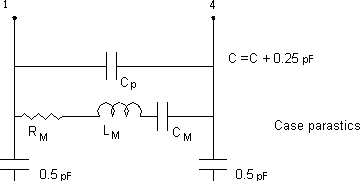 1 4
C = C + 0.25 pF
Cp
RM LM CM
Case parastics
0.5 pF 0.5 pF